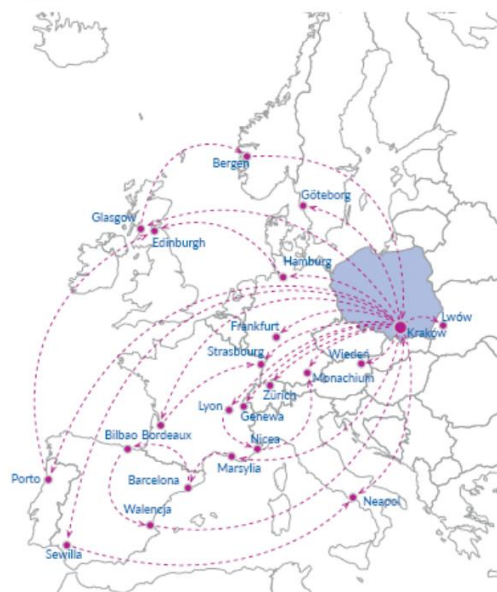 Bergen
Göteborg
Glasgow
Edinburgh
Hamburg
Lwów
Kraków
Frankfurt
Strasbourg
Wiedeń
Monachium
Zürich
Lyon
Genewa
Bilbao Bordeaux
Nicea
Marsylia
Porto
Barcelona
Neapol
Walencja
Sewilla